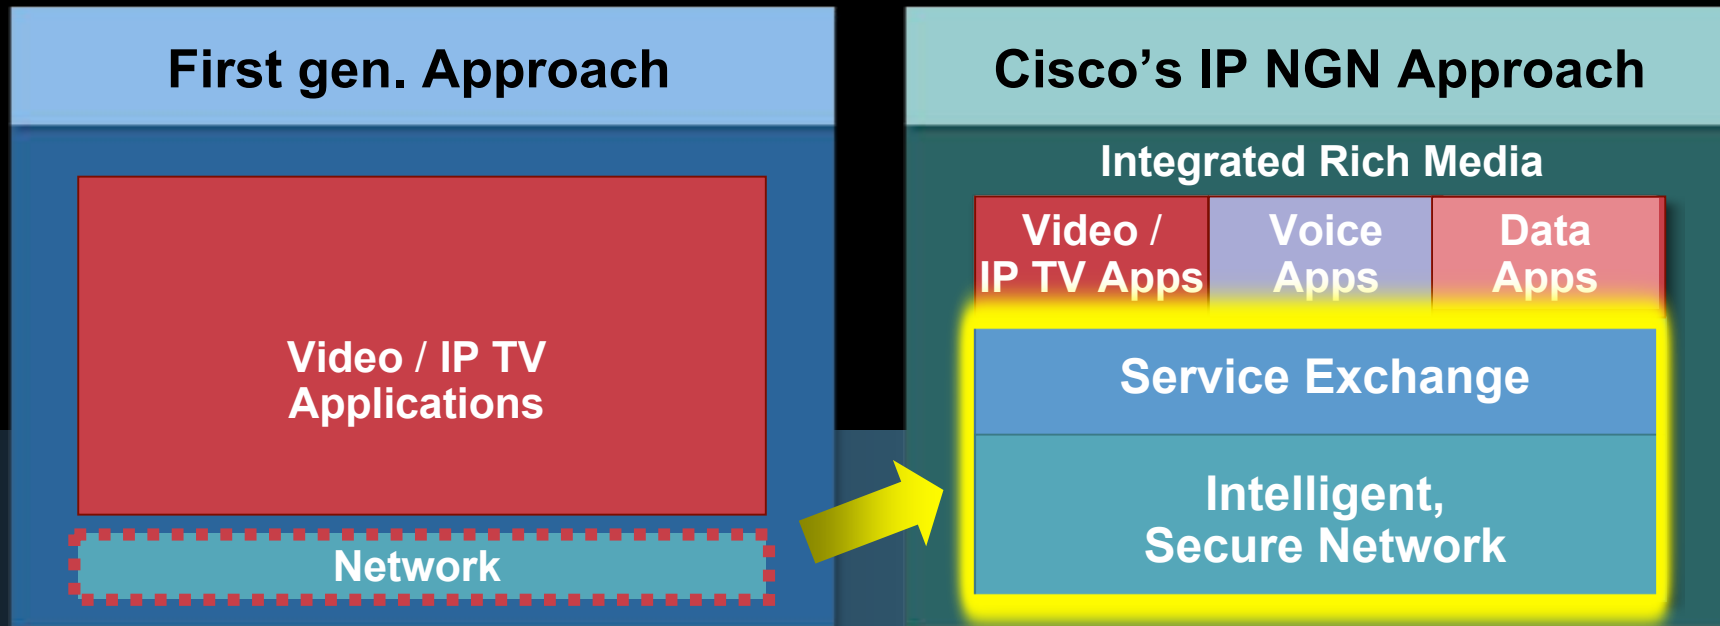 First gen. Approach
Video / IP TV
Applications
Network
Cisco’s IP NGN Approach
Integrated Rich Media
Video /
IP TV Apps
Voice
Apps
Data
Apps
Service Exchange
Intelligent,
Secure Network